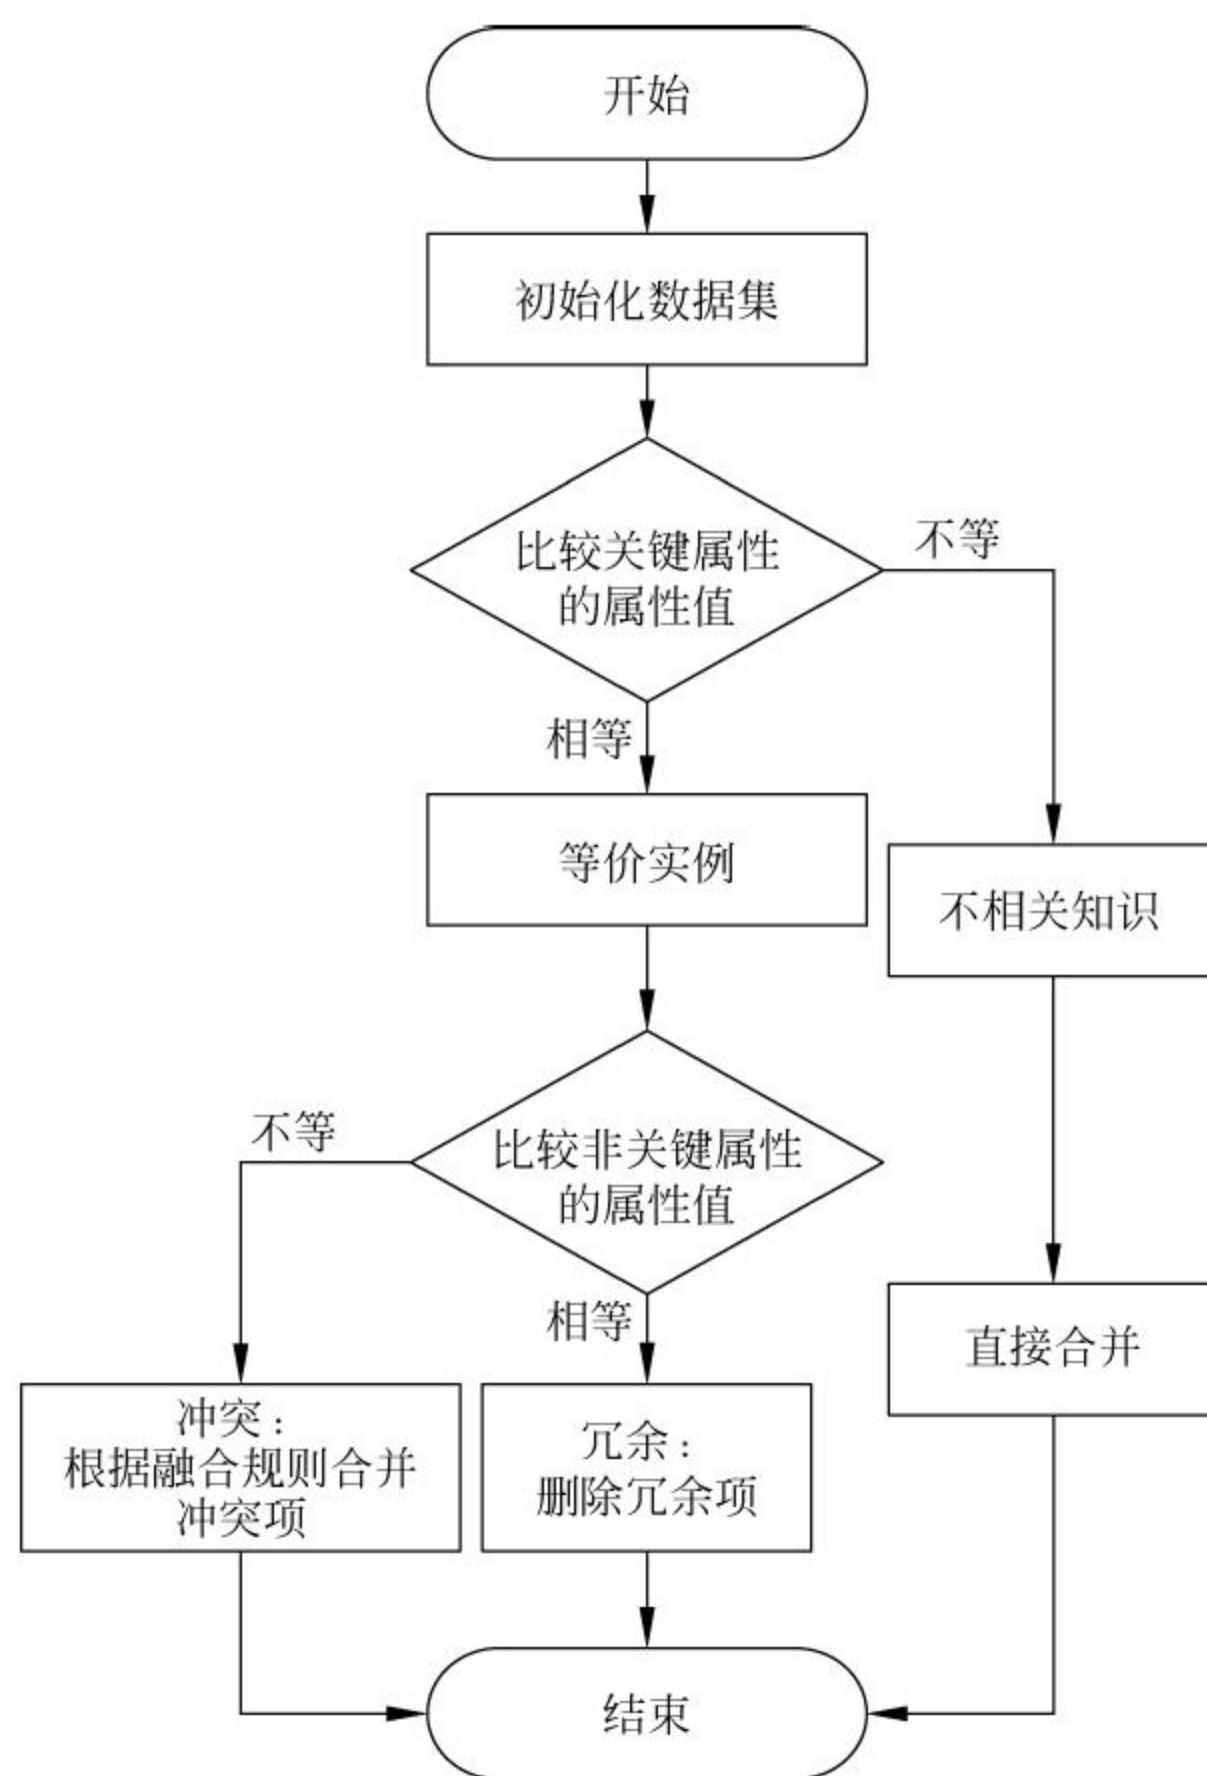 开始
初始化数据集
比较关键属性
的属性值
不等
相等
等价实例
不相关知识
比较非关键属性
的属性值
不等
相等
直接合并
冲突:
根据融合规则合并
冲突项
冗余:
删除冗余项
结束